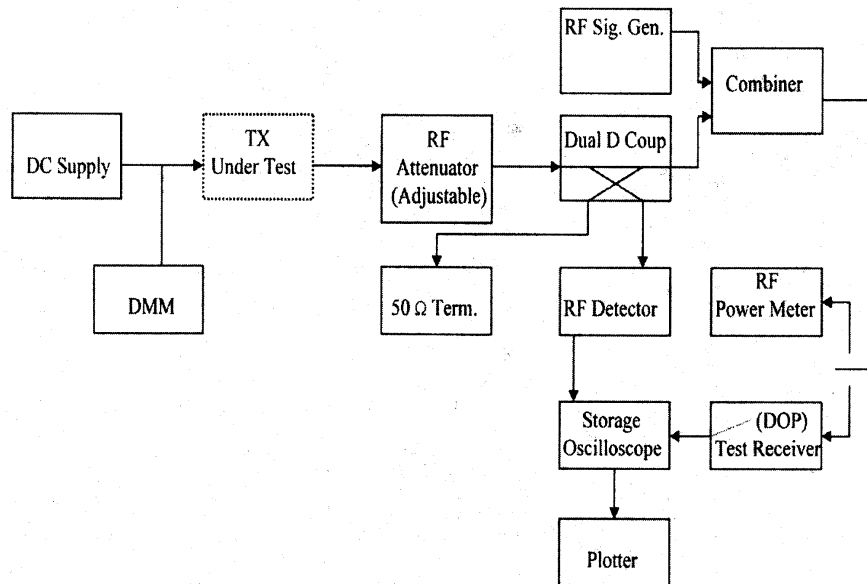 RF Sig. Gen.
Combiner
DC Supply
TX
Under Test
RF
Attenuator
(Adjustable)
Dual D Coup
DMM
50 Ω Term.
RF Detector
RF
Power Meter
Storage
Oscilloscope
(DOP)
Test Receiver
Plotter